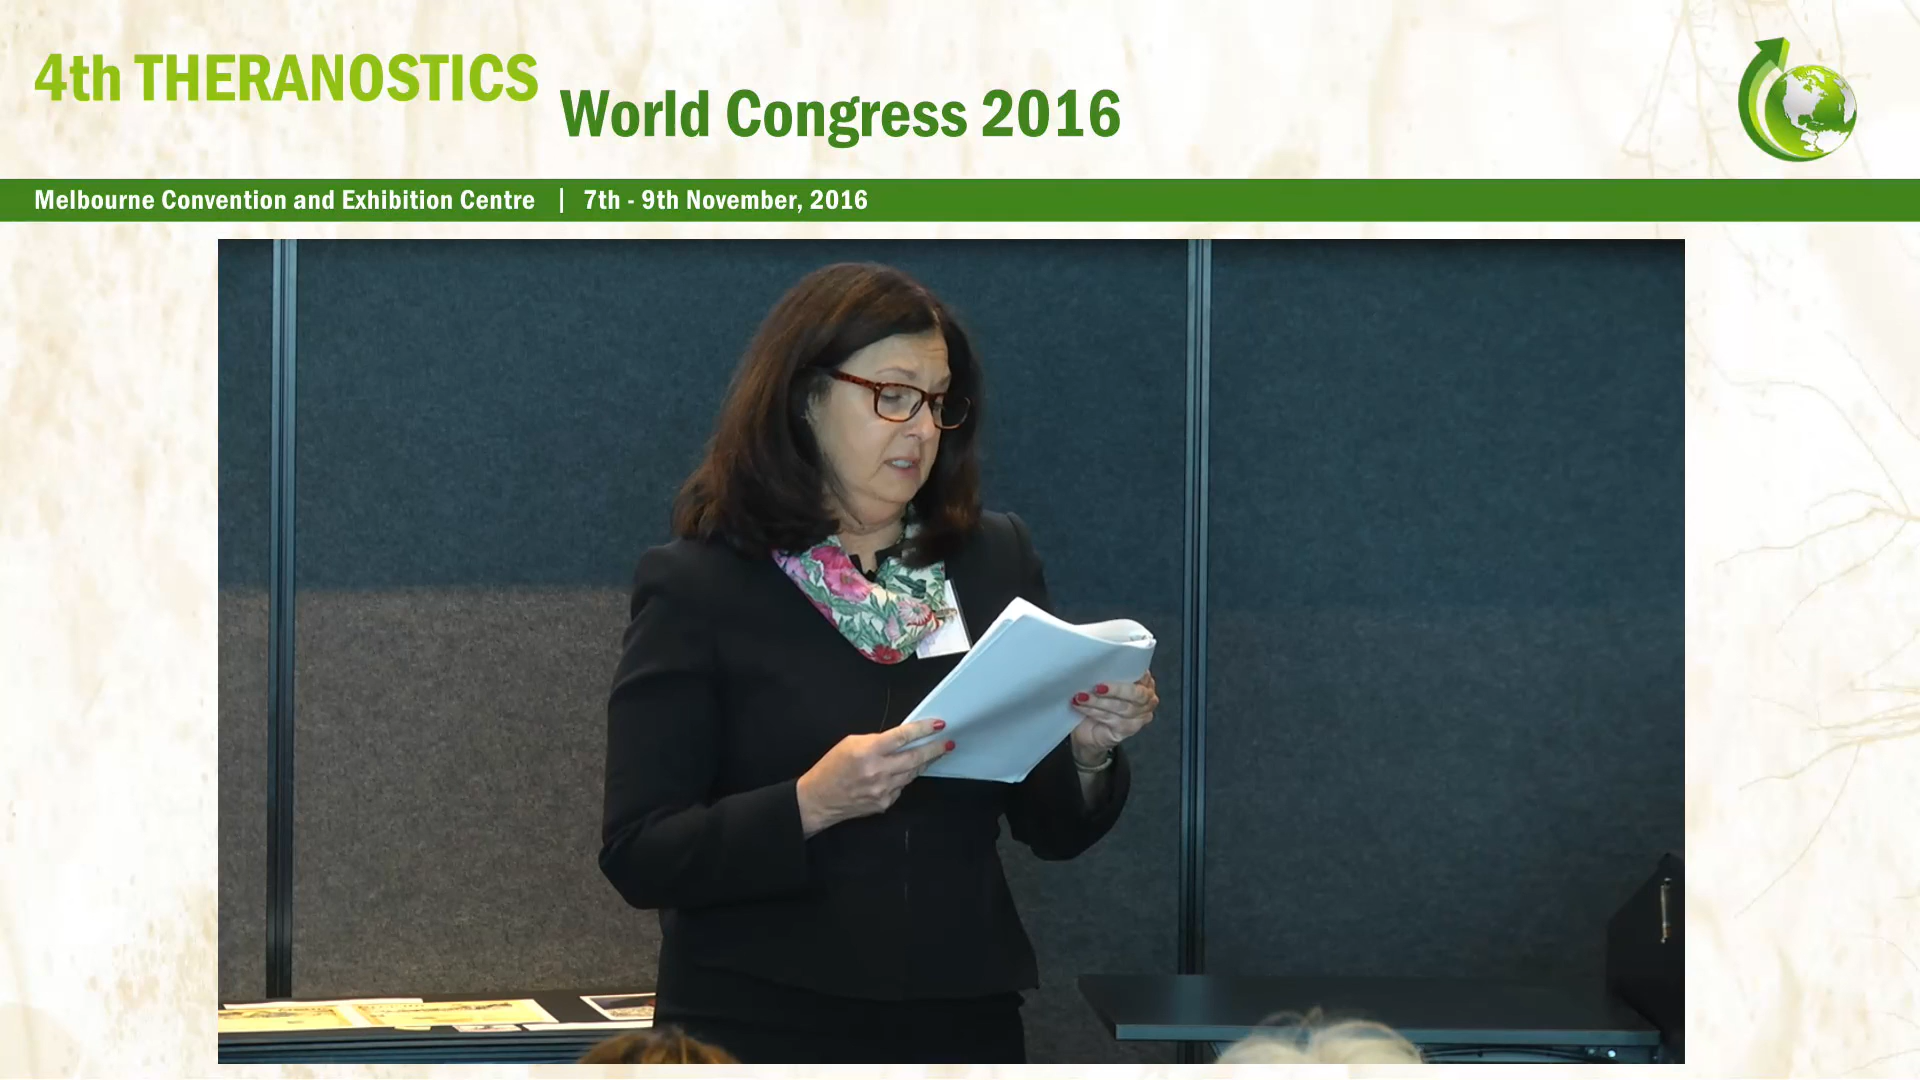 4th THERANOSTICS
World Congress 2016
Melbourne Convention and Exhibition Centre | 7th - 9th November, 2016